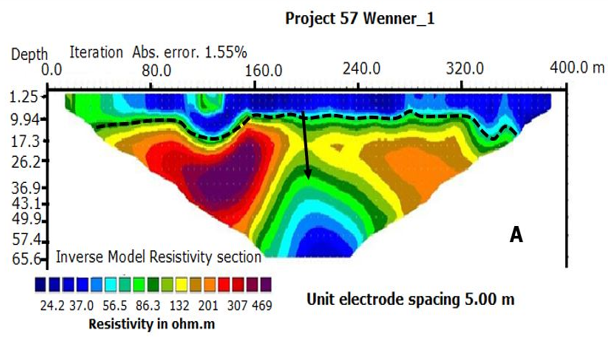 Project 57 Wenner_1
Depth Iteration Abs. error. 1.55%
0.0 80.0 160.0 240.0 320.0 400.0 m
1.25
9.94
17.3
26.2
36.9
43.1
49.9
57.4
65.6
A
Inverse Model Resistivity section
24.2 37.0 56.5 86.3 132 201 307 469
Unit electrode spacing 5.00 m
Resistivity in ohm.m